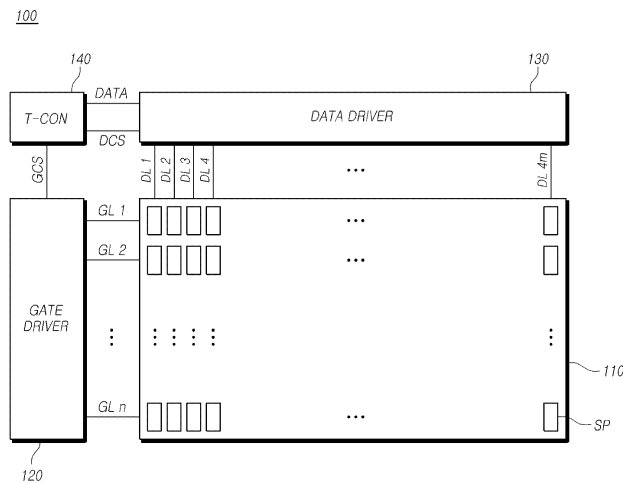 100
140
130
T-CON
DATA
DCS
DATA DRIVER
GCS
DL 1
DL 2
DL 3
DL 4
...
DL 4m
GL 1
...
GL 2
...
GATE DRIVER
110
GL n
...
SP
120